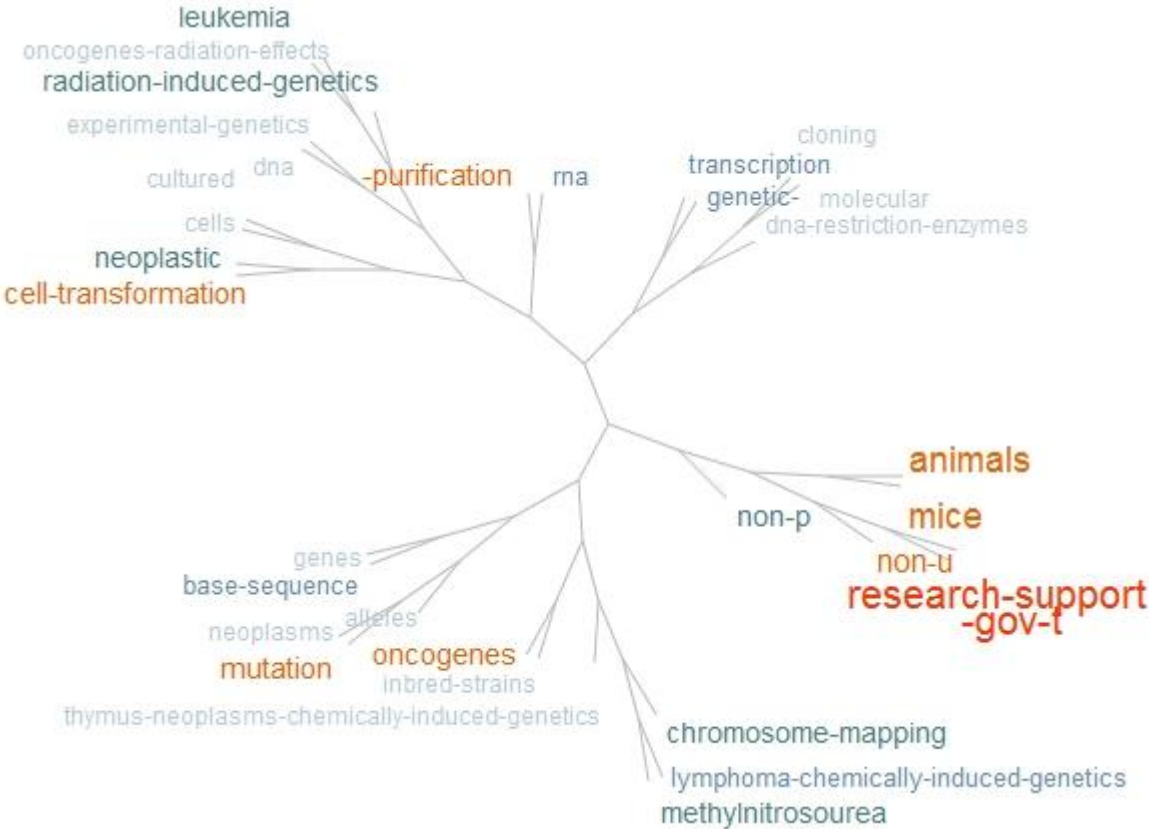 leukemia
oncogenes-radiation-effects
radiation-induced-genetics
experimental-genetics
cultured
dna
cells
neoplastic
cell-transformation
-purification
rna
cloning
transcription
genetic-
molecular
dna-restriction-enzymes
animals
mice
non-p
non-u
research-support
-gov-t
genes
base-sequence
alleles
neoplasms
mutation
oncogenes
inbred-strains
thymus-neoplasms-chemically-induced-genetics
chromosome-mapping
lymphoma-chemically-induced-genetics
methylnitrosourea